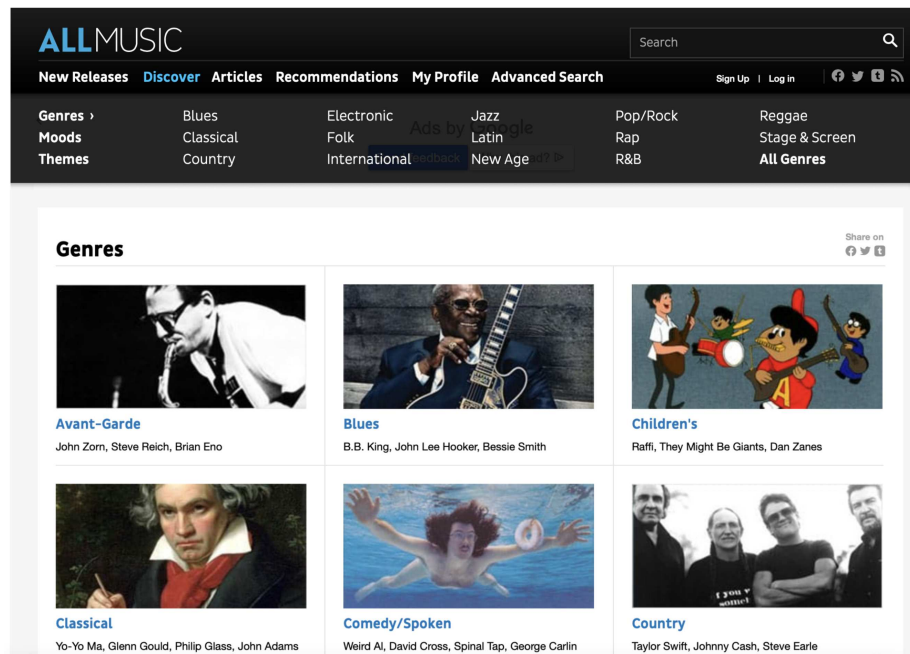 ALLMUSIC
Search
New Releases Discover Articles Recommendations My Profile Advanced Search
Sign Up | Log in
Genres › Blues Electronic Jazz Pop/Rock Reggae
Ads by Google
Moods Classical Folk Latin Rap Stage & Screen
Themes Country International New Age R&B All Genres
Genres
Share on
Avant-Garde
John Zorn, Steve Reich, Brian Eno
Blues
B.B. King, John Lee Hooker, Bessie Smith
Children's
Raffi, They Might Be Giants, Dan Zanes
A
Classical
Yo-Yo Ma, Glenn Gould, Philip Glass, John Adams
Comedy/Spoken
Weird Al, David Cross, Spinal Tap, George Carlin
Country
Taylor Swift, Johnny Cash, Steve Earle